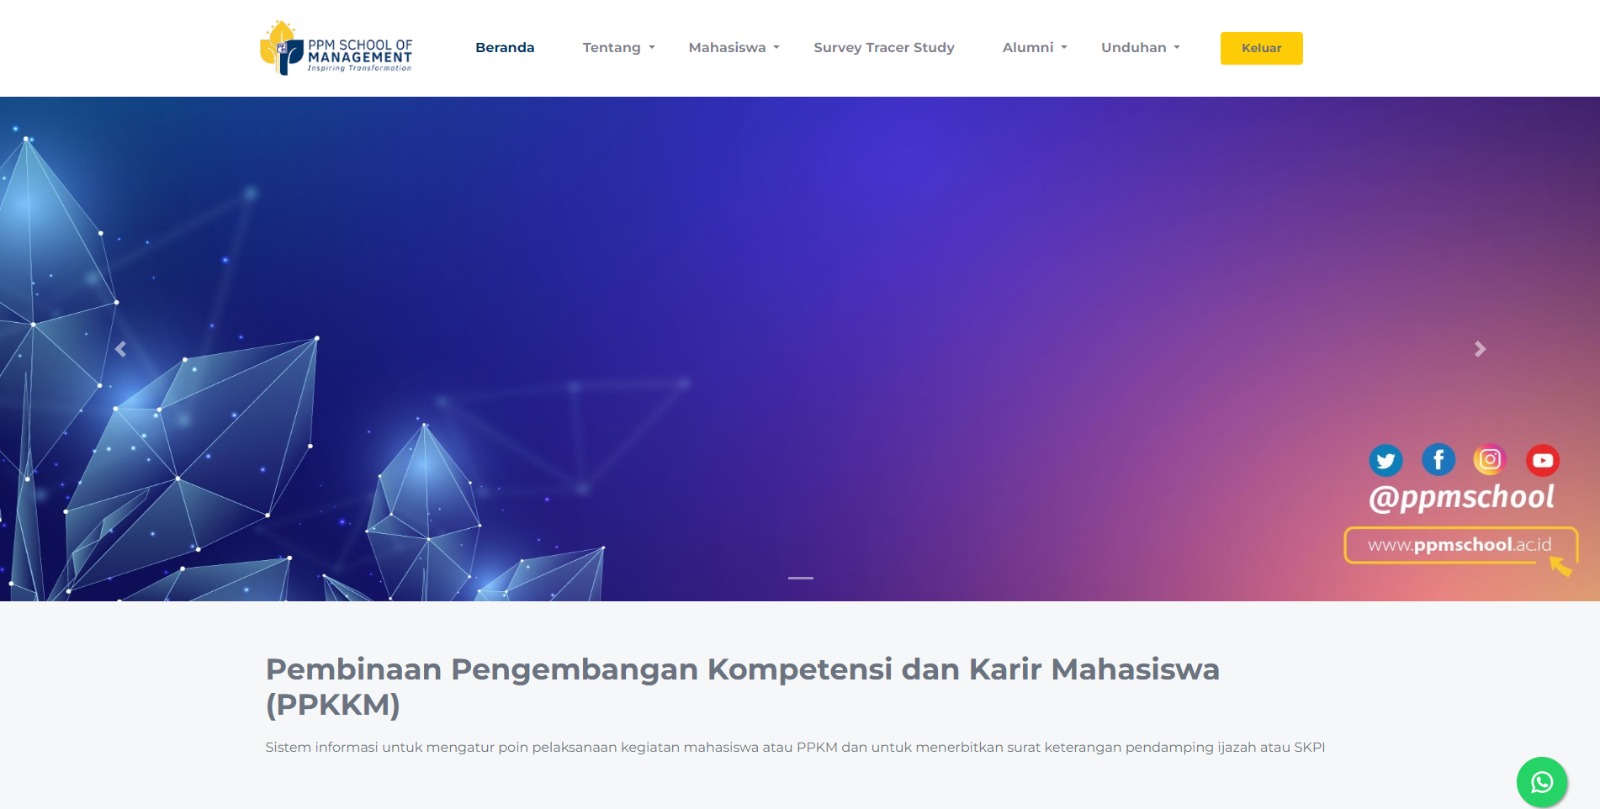 PPM SCHOOL OF
MANAGEMENT
Inspiring Transformation
Beranda
Tentang
Mahasiswa
Survey Tracer Study
Alumni
Unduhan
Keluar
@ppmschool
www.ppmschool.ac.id
Pembinaan Pengembangan Kompetensi dan Karir Mahasiswa
(PPKKM)
Sistem informasi untuk mengatur poin pelaksanaan kegiatan mahasiswa atau PPKM dan untuk menerbitkan surat keterangan pendamping ijazah atau SKPI